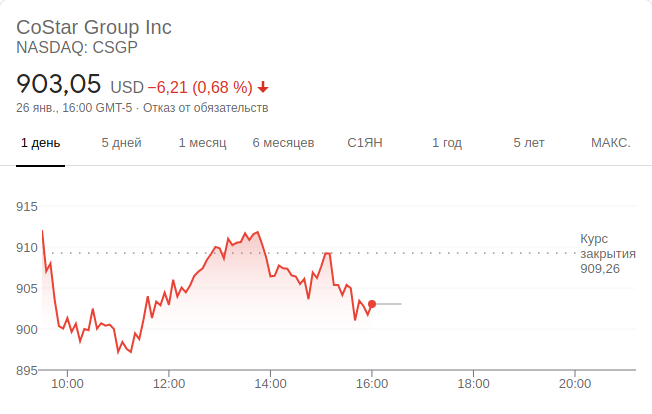 CoStar Group Inc
NASDAQ: CSGP
903,05 USD −6,21 (0,68 %)
26 янв., 16:00 GMT-5 · Отказ от обязательств
1 день 5 дней 1 месяц 6 месяцев С1ЯН 1 год 5 лет МАКС.
915
910
905
900
895
Курс
закрытия
909,26
10:00 12:00 14:00 16:00 18:00 20:00